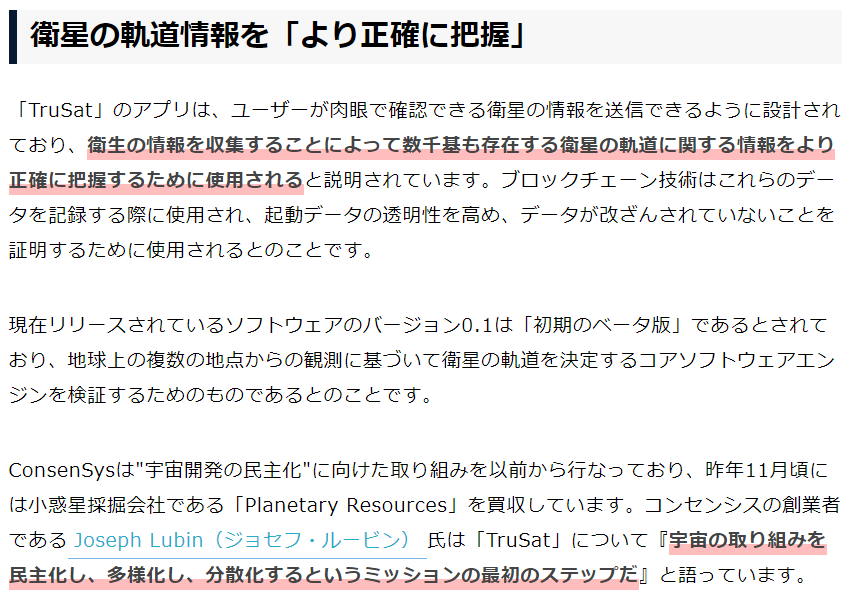 衛星の軌道情報を「より正確に把握」
「TruSat」のアプリは、ユーザーが肉眼で確認できる衛星の情報を送信できるように設計され
ており、衛生の情報を収集することによって数千基も存在する衛星の軌道に関する情報をより
正確に把握するために使用されると説明されています。ブロックチェーン技術はこれらのデー
タを記録する際に使用され、起動データの透明性を高め、データが改ざんされていないことを
証明するために使用されるとのことです。
現在リリースされているソフトウェアのバージョン0.1は「初期のベータ版」であるとされて
おり、地球上の複数の地点からの観測に基づいて衛星の軌道を決定するコアソフトウェアエン
ジンを検証するためのものであるとのことです。
ConsenSysは"宇宙開発の民主化"に向けた取り組みを以前から行なっており、昨年11月頃に
は小惑星採掘会社である「Planetary Resources」を買収しています。コンセンシスの創業者
である Joseph Lubin（ジョセフ・ルービン） 氏は「TruSat」について『宇宙の取り組みを
民主化し、多様化し、分散化するというミッションの最初のステップだ』と語っています。